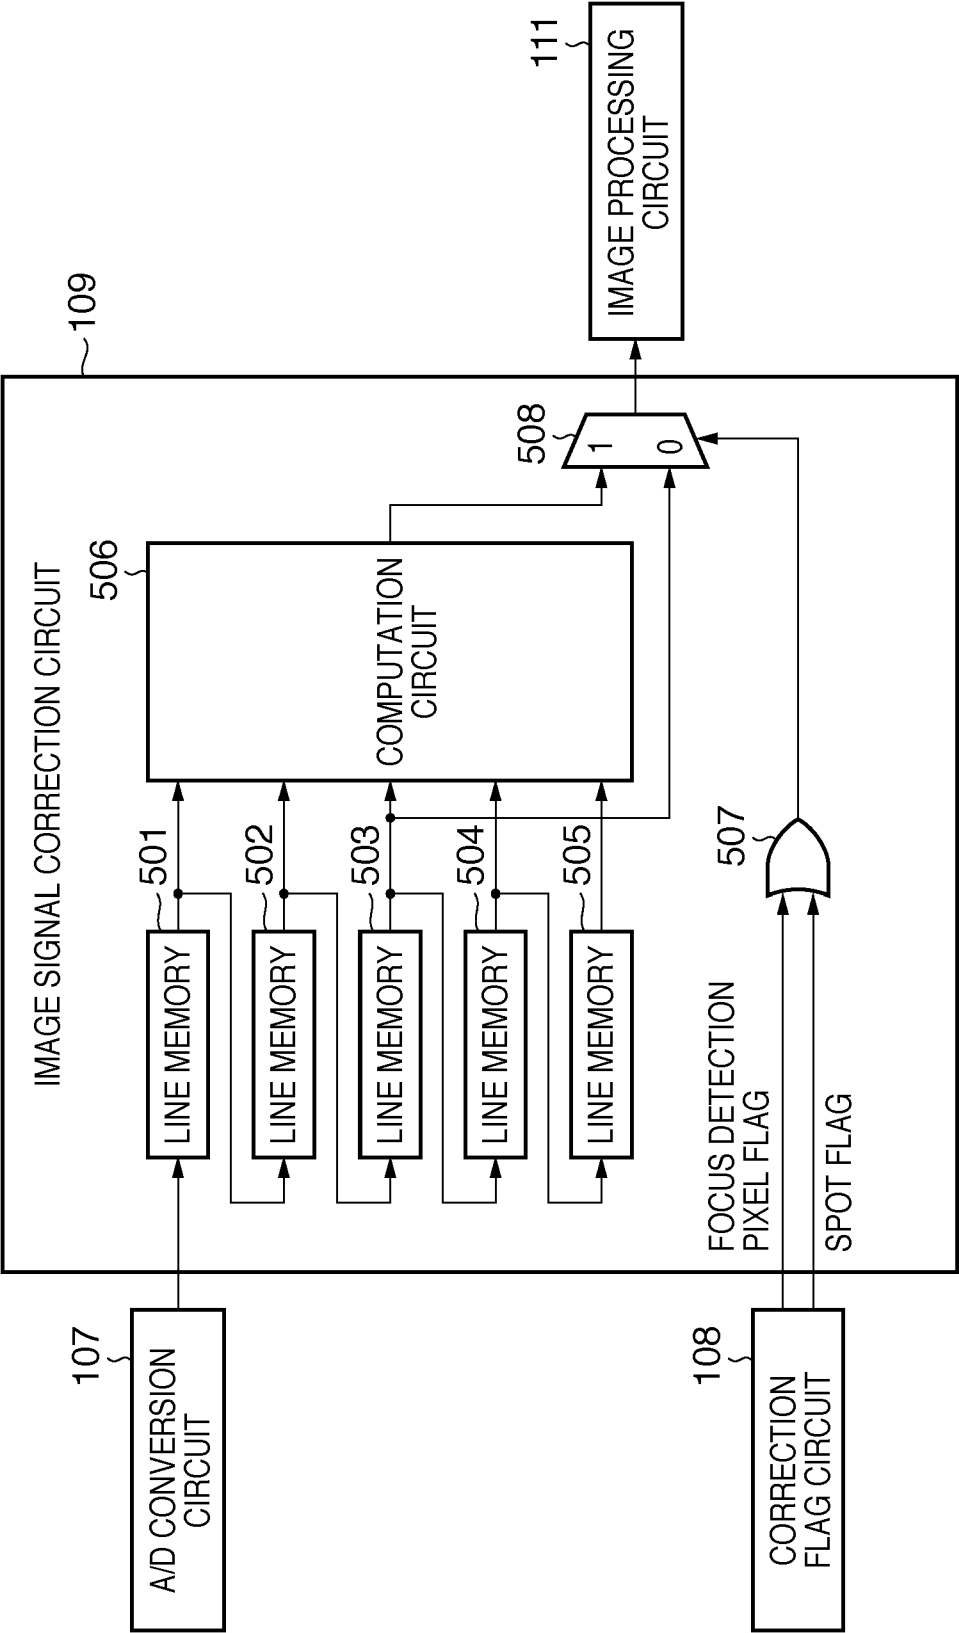 IMAGE SIGNAL CORRECTION CIRCUIT
109
107
A/D CONVERSION
CIRCUIT
501
LINE MEMORY
502
LINE MEMORY
503
LINE MEMORY
504
LINE MEMORY
505
LINE MEMORY
506
COMPUTATION
CIRCUIT
508
1
0
111
IMAGE PROCESSING
CIRCUIT
108
CORRECTION
FLAG CIRCUIT
FOCUS DETECTION
PIXEL FLAG
SPOT FLAG
507